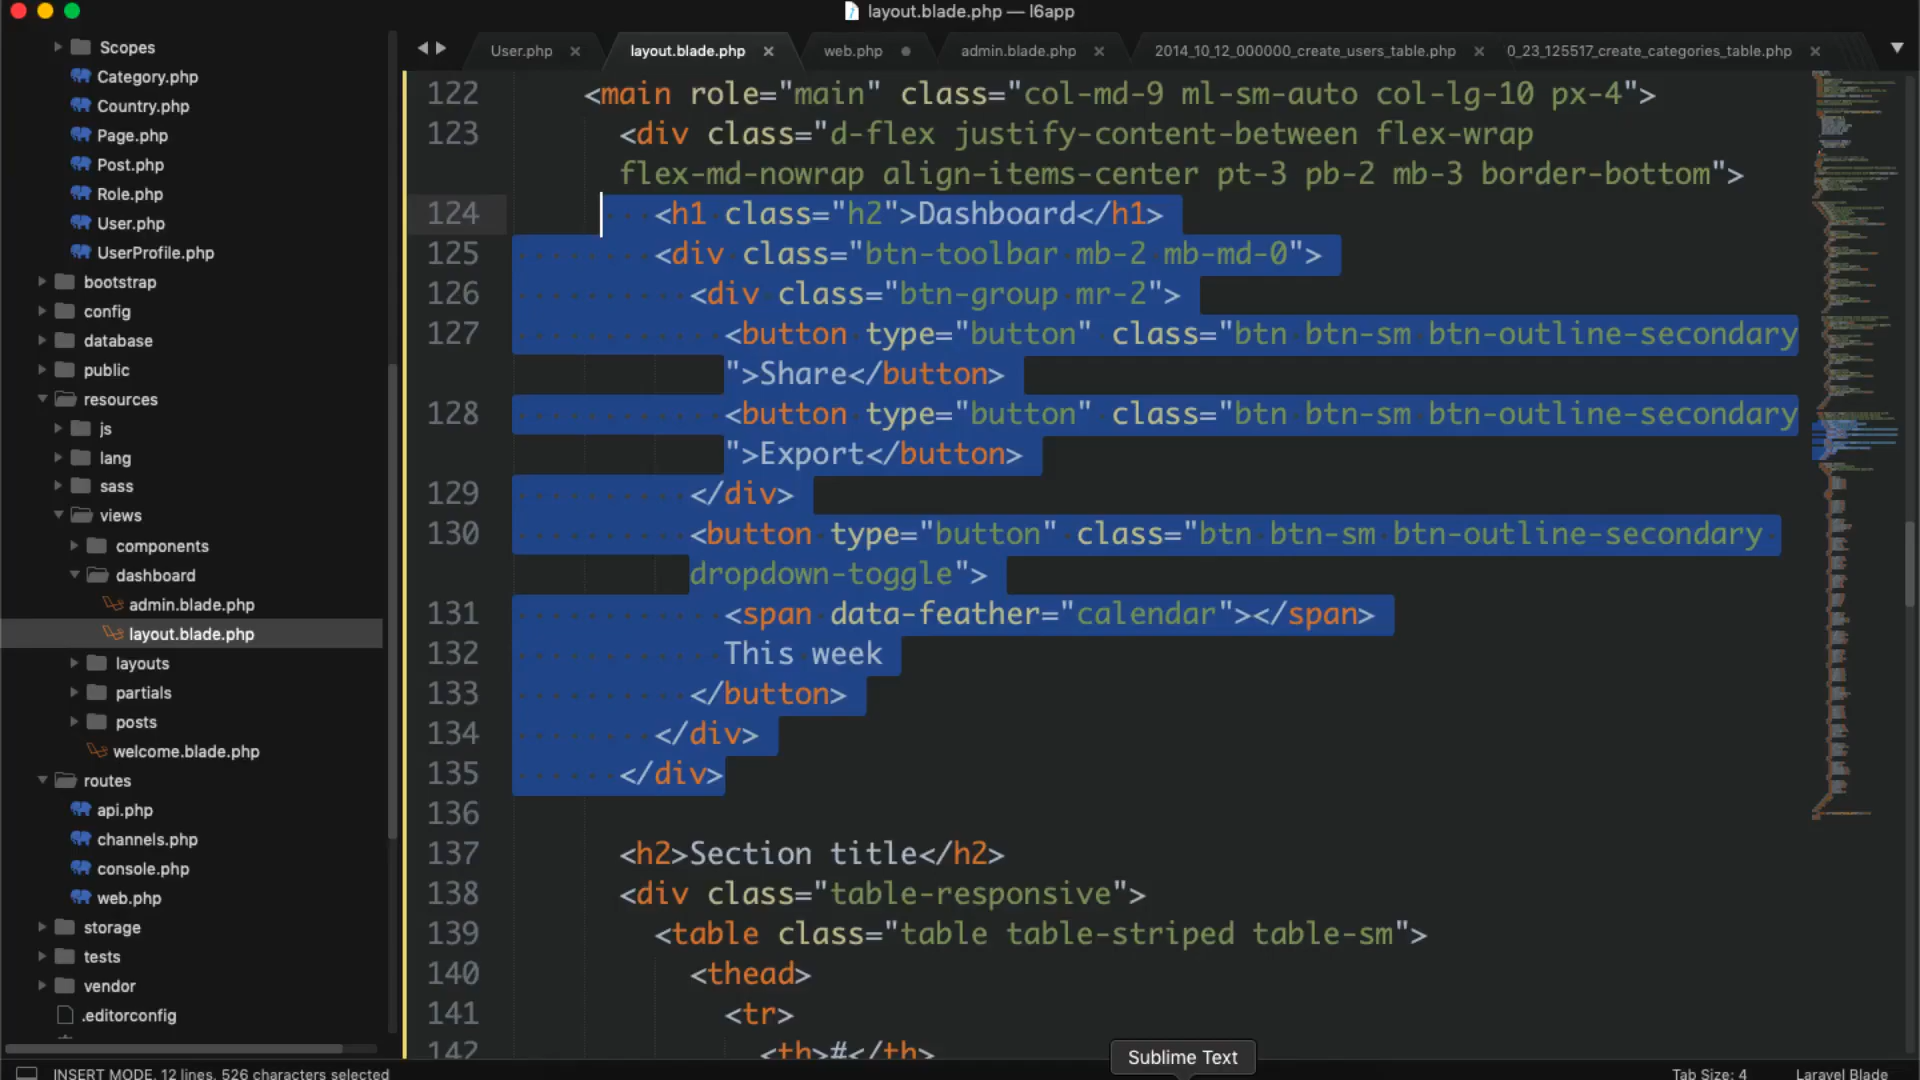 layout.blade.php — l6app
Scopes
Category.php
Country.php
Page.php
Post.php
Role.php
User.php
UserProfile.php
bootstrap
config
database
public
resources
js
lang
sass
views
components
dashboard
admin.blade.php
layout.blade.php
layouts
partials
posts
welcome.blade.php
routes
api.php
channels.php
console.php
web.php
storage
tests
vendor
.editorconfig
User.php × layout.blade.php × web.php admin.blade.php × 2014_10_12_000000_create_users_table.php × 0_23_125517_create_categories_table.php ×
122 <main role="main" class="col-md-9 ml-sm-auto col-lg-10 px-4">
123 <div class="d-flex justify-content-between flex-wrap
flex-md-nowrap align-items-center pt-3 pb-2 mb-3 border-bottom">
124 <h1 class="h2">Dashboard</h1>
125 <div class="btn-toolbar mb-2 mb-md-0">
126 <div class="btn-group mr-2">
127 <button type="button" class="btn btn-sm btn-outline-secondary
">Share</button>
128 <button type="button" class="btn btn-sm btn-outline-secondary
">Export</button>
129 </div>
130 <button type="button" class="btn btn-sm btn-outline-secondary
dropdown-toggle">
131 <span data-feather="calendar"></span>
132 This week
133 </button>
134 </div>
135 </div>
136
137 <h2>Section title</h2>
138 <div class="table-responsive">
139 <table class="table table-striped table-sm">
140 <thead>
141 <tr>
142 <th>#</th>
Sublime Text
INSERT MODE, 12 lines, 526 characters selected
Tab Size: 4
Laravel Blade